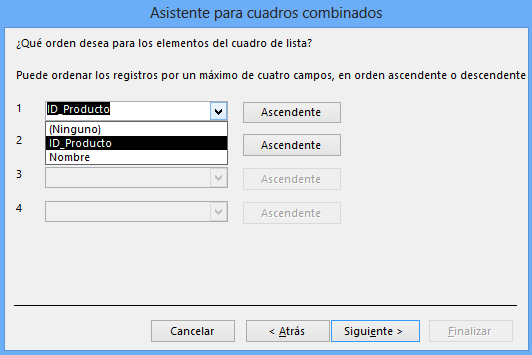 Asistente para cuadros combinados
¿Qué orden desea para los elementos del cuadro de lista?
Puede ordenar los registros por un máximo de cuatro campos, en orden ascendente o descendente
1 ID_Producto Ascendente
(Ninguno)
2 ID_Producto Ascendente
Nombre
3 Ascendente
4 Ascendente
Cancelar < Atrás Siguiente > Finalizar